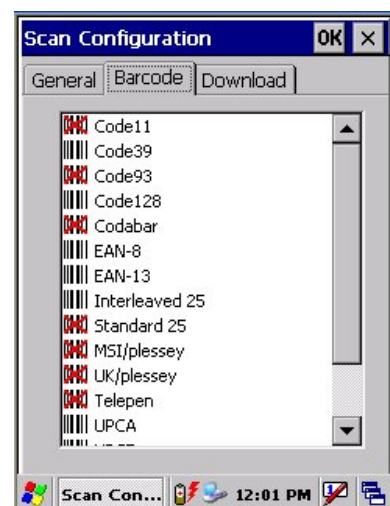 Scan Configuration OK
General Barcode Download
Code11
Code39
Code93
Code128
Codabar
EAN-8
EAN-13
Interleaved 25
Standard 25
MSI/plessey
UK/plessey
Telepen
UPCA
Scan Con... 12:01 PM